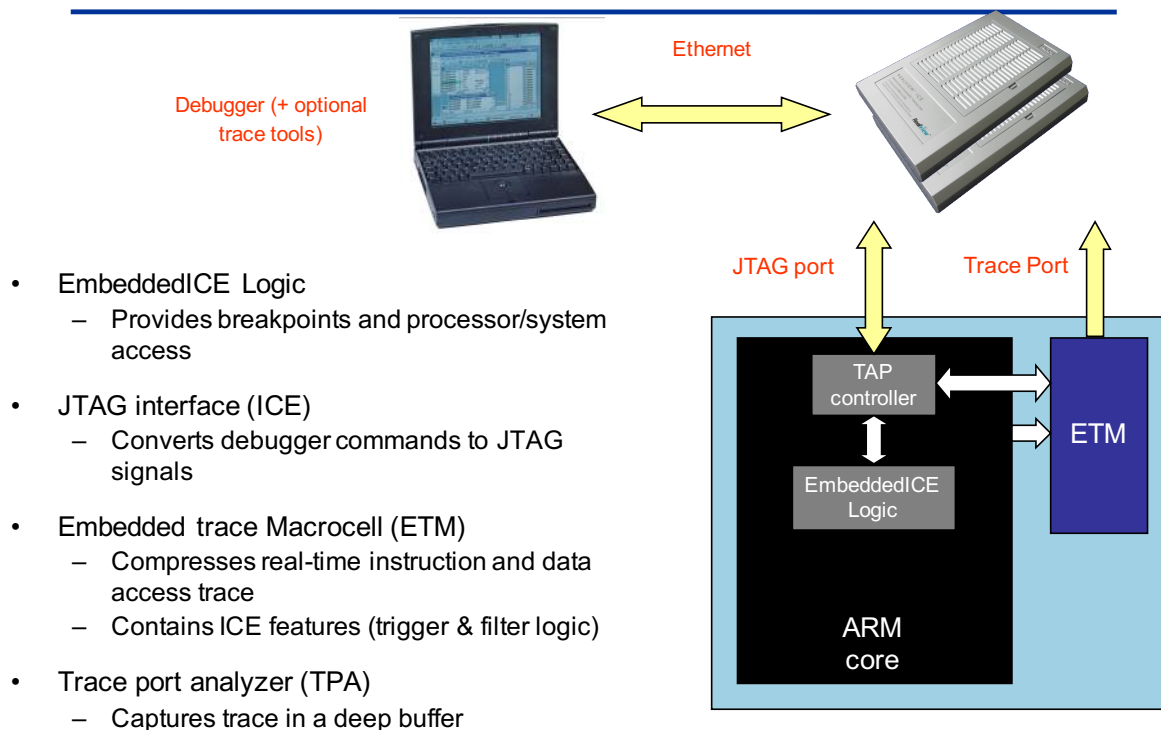 Ethernet
Debugger (+ optional
trace tools)
JTAG port
Trace Port
• EmbeddedICE Logic
– Provides breakpoints and processor/system
access
• JTAG interface (ICE)
– Converts debugger commands to JTAG
signals
• Embedded trace Macrocell (ETM)
– Compresses real-time instruction and data
access trace
– Contains ICE features (trigger & filter logic)
• Trace port analyzer (TPA)
– Captures trace in a deep buffer
TAP
controller
EmbeddedICE
Logic
ARM
core
ETM